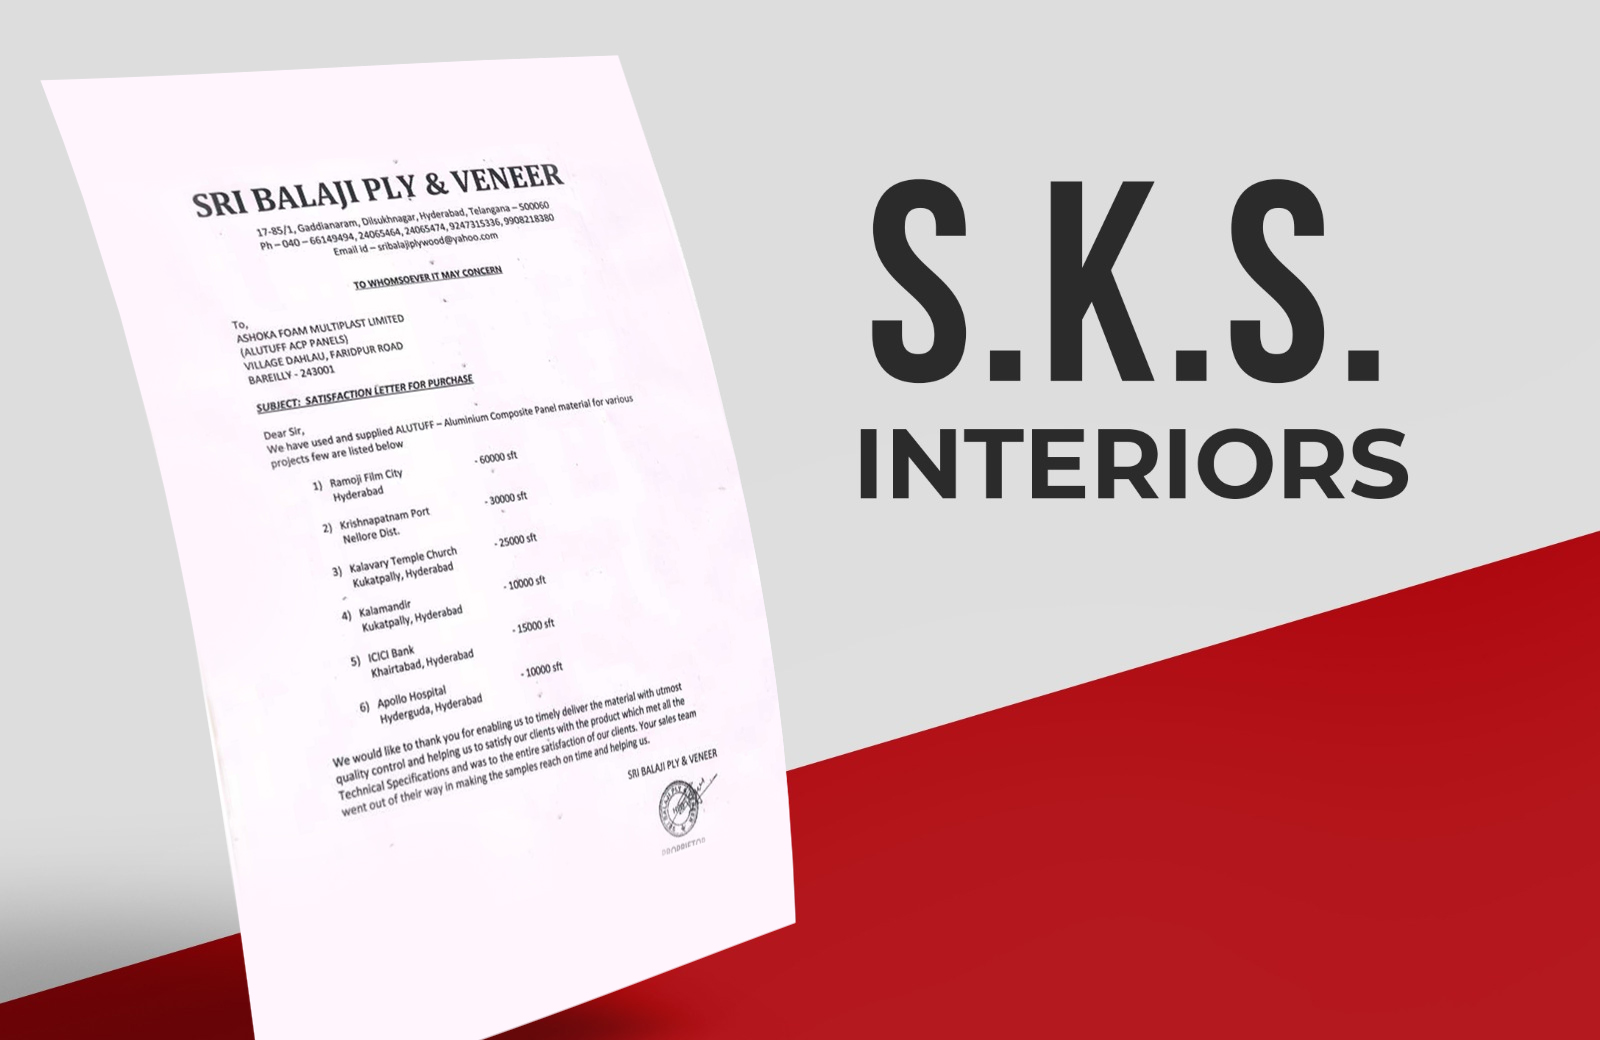 SRI BALAJI PLY & VENEER
17-85/1, Gaddianaram, Dilsukhnagar, Hyderabad, Telangana – 500060
Ph – 040 – 66149494, 24065464, 24065474, 9247315336, 9908218380
Email id – sribalajiplywood@yahoo.com
TO WHOMSOEVER IT MAY CONCERN
To,
ASHOKA FOAM MULTIPLAST LIMITED
(ALUTUFF ACP PANELS)
VILLAGE DAHLAU, FARIDPUR ROAD
BAREILLY - 243001
SUBJECT: SATISFACTION LETTER FOR PURCHASE
Dear Sir,
We have used and supplied ALUTUFF – Aluminium Composite Panel material for various
projects few are listed below
1) Ramoji Film City - 60000 sft
Hyderabad
2) Krishnapatnam Port - 30000 sft
Nellore Dist.
3) Kalavary Temple Church - 25000 sft
Kukatpally, Hyderabad
4) Kalamandir - 10000 sft
Kukatpally, Hyderabad
5) ICICI Bank - 15000 sft
Khairtabad, Hyderabad
6) Apollo Hospital - 10000 sft
Hyderguda, Hyderabad
We would like to thank you for enabling us to timely deliver the material with utmost
quality control and helping us to satisfy our clients with the product which met all the
Technical Specifications and was to the entire satisfaction of our clients. Your sales team
went out of their way in making the samples reach on time and helping us.
SRI BALAJI PLY & VENEER
S.K.S.
INTERIORS